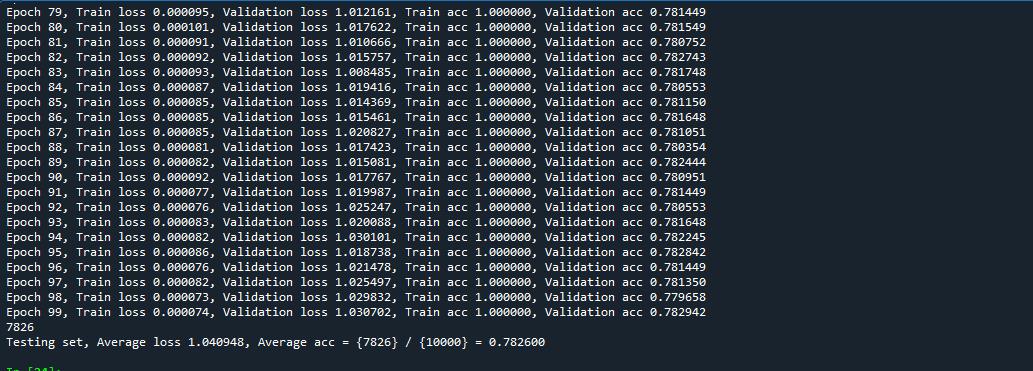 Epoch 79, Train loss 0.000095, Validation loss 1.012161, Train acc 1.000000, Validation acc 0.781449
Epoch 80, Train loss 0.000101, Validation loss 1.017622, Train acc 1.000000, Validation acc 0.781549
Epoch 81, Train loss 0.000091, Validation loss 1.010666, Train acc 1.000000, Validation acc 0.780752
Epoch 82, Train loss 0.000092, Validation loss 1.015757, Train acc 1.000000, Validation acc 0.782743
Epoch 83, Train loss 0.000093, Validation loss 1.008485, Train acc 1.000000, Validation acc 0.781748
Epoch 84, Train loss 0.000087, Validation loss 1.019416, Train acc 1.000000, Validation acc 0.780553
Epoch 85, Train loss 0.000085, Validation loss 1.014369, Train acc 1.000000, Validation acc 0.781150
Epoch 86, Train loss 0.000085, Validation loss 1.015461, Train acc 1.000000, Validation acc 0.781648
Epoch 87, Train loss 0.000085, Validation loss 1.020827, Train acc 1.000000, Validation acc 0.781051
Epoch 88, Train loss 0.000081, Validation loss 1.017423, Train acc 1.000000, Validation acc 0.780354
Epoch 89, Train loss 0.000082, Validation loss 1.015081, Train acc 1.000000, Validation acc 0.782444
Epoch 90, Train loss 0.000092, Validation loss 1.017767, Train acc 1.000000, Validation acc 0.780951
Epoch 91, Train loss 0.000077, Validation loss 1.019987, Train acc 1.000000, Validation acc 0.781449
Epoch 92, Train loss 0.000076, Validation loss 1.025247, Train acc 1.000000, Validation acc 0.780553
Epoch 93, Train loss 0.000083, Validation loss 1.020088, Train acc 1.000000, Validation acc 0.781648
Epoch 94, Train loss 0.000082, Validation loss 1.030101, Train acc 1.000000, Validation acc 0.782245
Epoch 95, Train loss 0.000086, Validation loss 1.018738, Train acc 1.000000, Validation acc 0.782842
Epoch 96, Train loss 0.000076, Validation loss 1.021478, Train acc 1.000000, Validation acc 0.781449
Epoch 97, Train loss 0.000082, Validation loss 1.025497, Train acc 1.000000, Validation acc 0.781350
Epoch 98, Train loss 0.000073, Validation loss 1.029832, Train acc 1.000000, Validation acc 0.779658
Epoch 99, Train loss 0.000074, Validation loss 1.030702, Train acc 1.000000, Validation acc 0.782942
7826
Testing set, Average loss 1.040948, Average acc = {7826} / {10000} = 0.782600